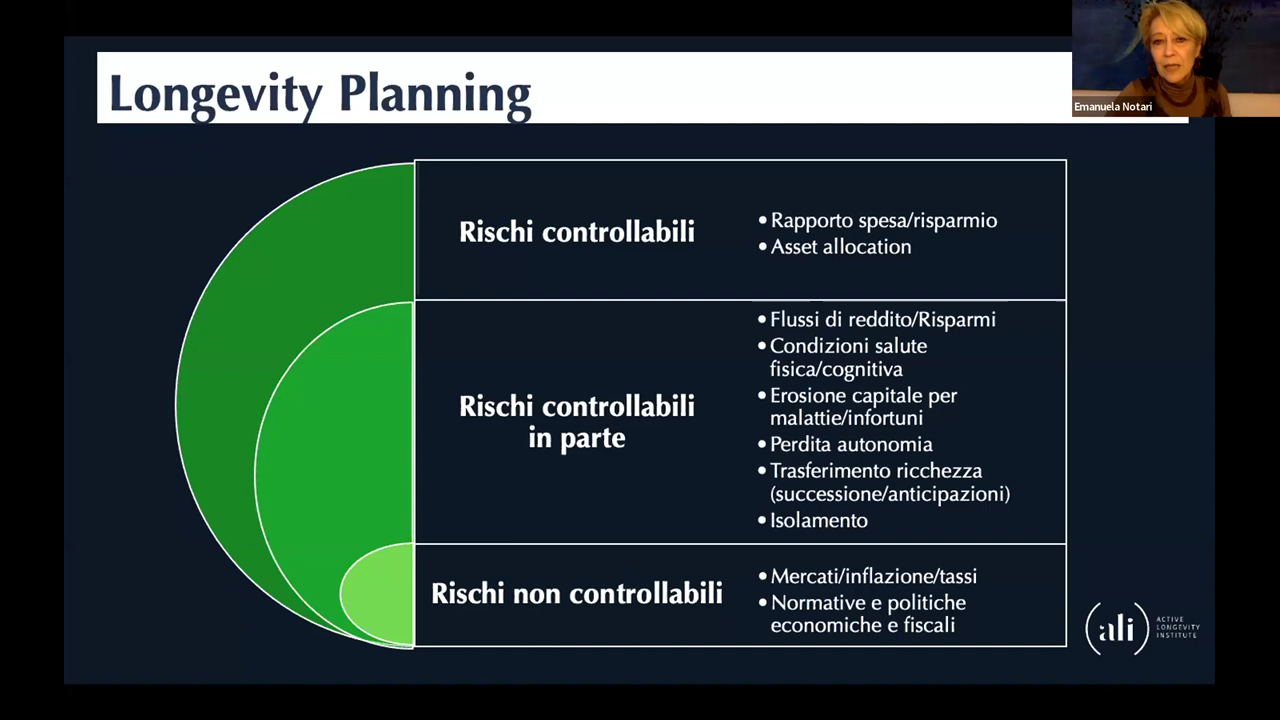 Longevity Planning
Emanuela Notari
Rischi controllabili
• Rapporto spesa/risparmio
• Asset allocation
Rischi controllabili
in parte
• Flussi di reddito/Risparmi
• Condizioni salute
fisica/cognitiva
• Erosione capitale per
malattie/infortuni
• Perdita autonomia
• Trasferimento ricchezza
(successione/anticipazioni)
• Isolamento
Rischi non controllabili
• Mercati/inflazione/tassi
• Normative e politiche
economiche e fiscali
ali
ACTIVE
LONGEVITY
INSTITUTE